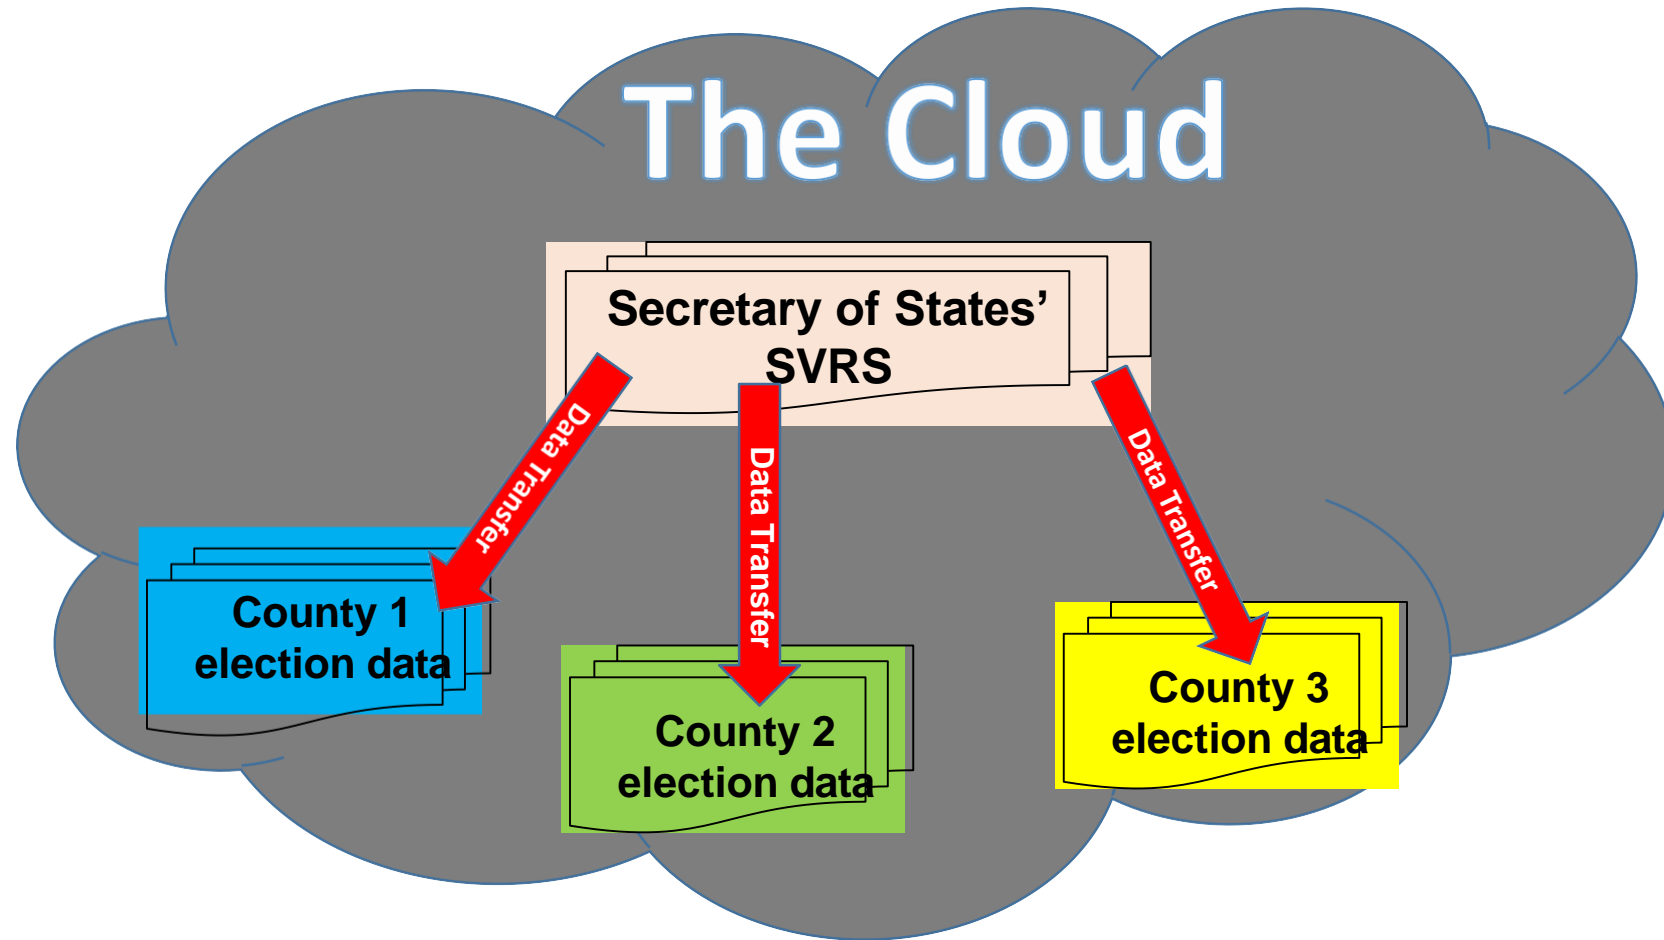 The Cloud
Secretary of States’
SVRS
Data Transfer
Data Transfer
Data Transfer
County 1
election data
County 2
election data
County 3
election data